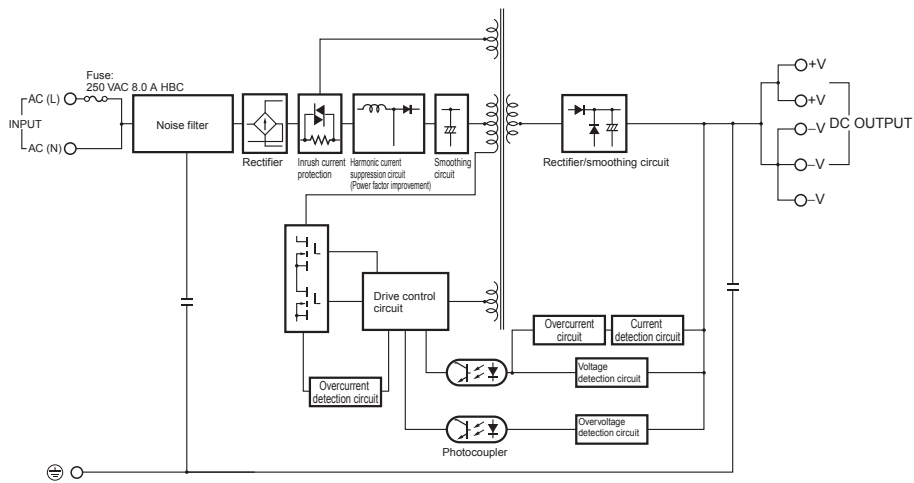 Fuse:
250 VAC 8.0 A HBC
AC (L)
INPUT
AC (N)
Noise filter
Rectifier
Inrush current
protection
Harmonic current
suppression circuit
(Power factor improvement)
Smoothing
circuit
Rectifier/smoothing circuit
+V
+V
–V
–V
–V
DC OUTPUT
Drive control
circuit
Overcurrent
detection circuit
Overcurrent
circuit
Current
detection circuit
Voltage
detection circuit
Overvoltage
detection circuit
Photocoupler